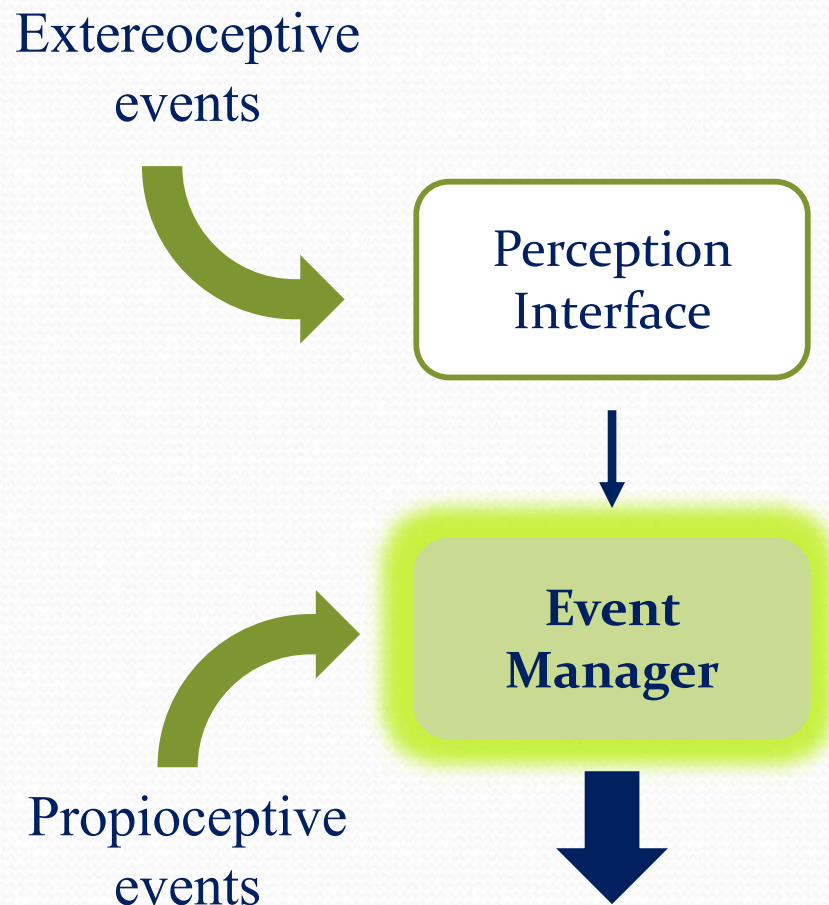 Extereoceptive
events
Perception
Interface
Event
Manager
Propioceptive
events